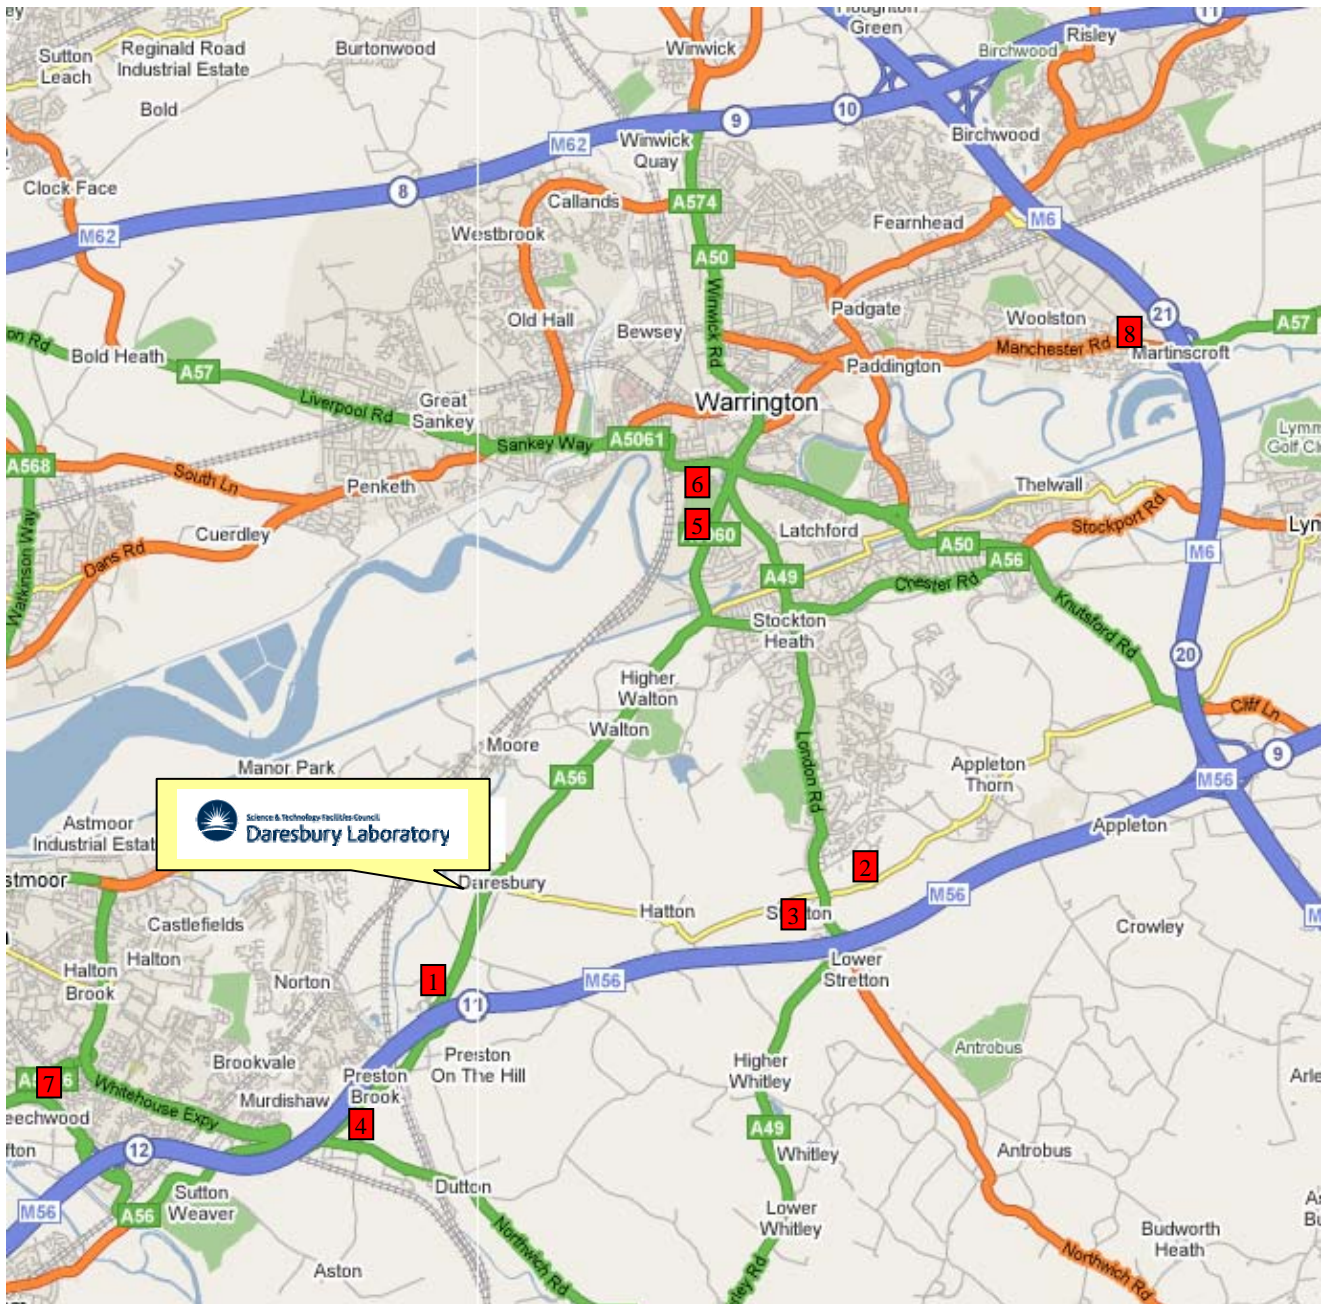 Houghton
Green
11
Risley
Sutton
Leach
Reginald Road
Industrial Estate
Burtonwood
Winwick
Birchwood
Bold
9
10
M62
Winwick
Quay
Birchwood
Clock Face
8
Callands
A574
M62
Westbrook
Fearnhead
M6
A50
Winwick Rd
Old Hall
Bewsey
Padgate
Woolston
21
A57
8
Manchester Rd
Martinscroft
Bold Heath
A57
Paddington
Liverpool Rd
Great
Sankey
Warrington
Sankey Way
A5061
Lymm
A568
South Ln
Penketh
6
Thelwall
Stockport Rd
Watkinson Way
Dans Rd
Cuerdley
5
Latchford
A50
A56
M6
A49
Chester Rd
Knutsford Rd
Stockton
Heath
20
Higher
Walton
Walton
Cliff Ln
Moore
London Rd
9
Manor Park
A56
Appleton
Thorn
M56
Science & Technology Facilities Council
Daresbury Laboratory
Astmoor
Appleton
2
Daresbury
M56
Castlefields
Hatton
3
Crowley
Halton
Halton
Brook
Norton
1
11
M56
Lower
Stretton
Brookvale
Preston
On The Hill
Antrobus
7
Whitehouse Expy
Murdishaw
Preston
Brook
Higher
Whitley
4
A49
12
Whitley
Antrobus
M56
A56
Sutton
Weaver
Dutton
Lower
Whitley
Budworth
Heath
Northwich Rd
Aston
Northwich Rd